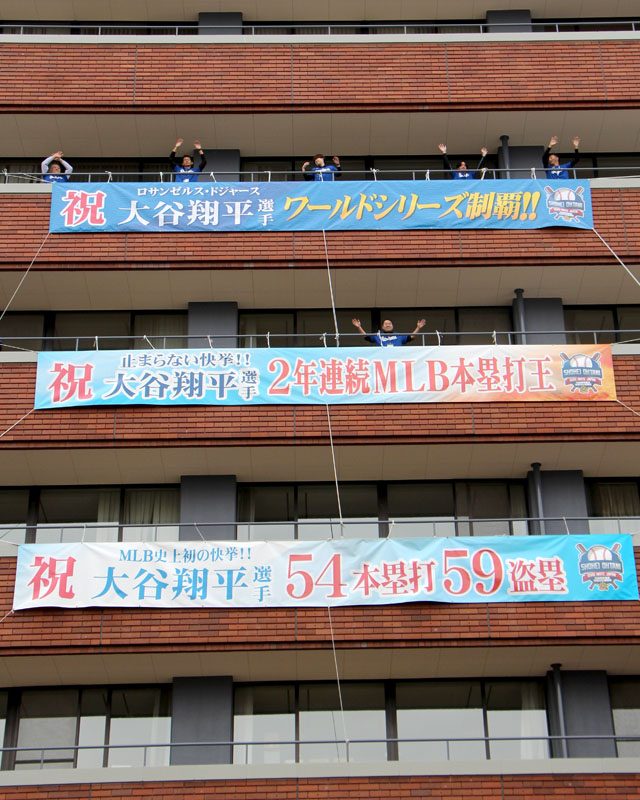 祝
ロサンゼルス・ドジャース
大谷翔平選手
ワールドシリーズ制覇!!
祝
止まらない快挙!!
大谷翔平選手
2年連続MLB本塁打王
SHOHEI OHTANI
祝
MLB史上初の快挙!!
大谷翔平選手
54本塁打59盗塁
SHOHEI OHTANI